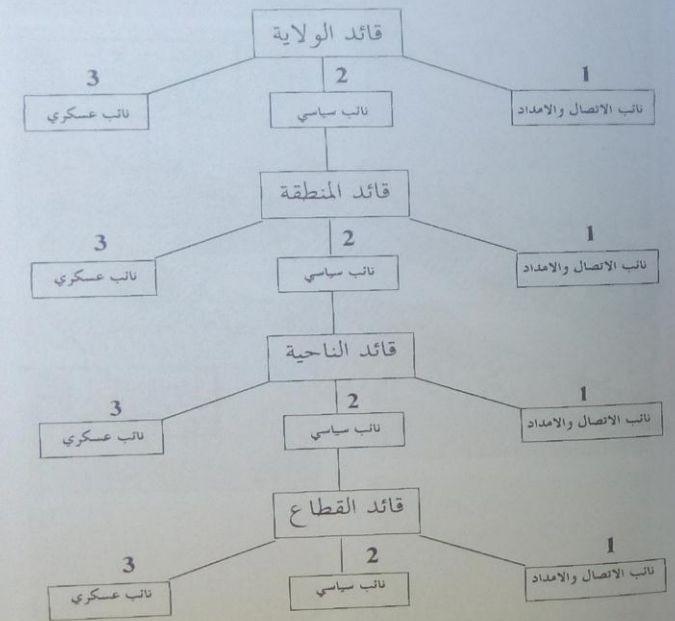 قائد الولاية
1
2
3
نائب الاتصال والامداد
نائب سياسي
نائب عسكري
قائد المنطقة
1
2
3
نائب الاتصال والامداد
نائب سياسي
نائب عسكري
قائد الناحية
1
2
3
نائب الاتصال والامداد
نائب سياسي
نائب عسكري
قائد القطاع
1
2
3
نائب الاتصال والامداد
نائب سياسي
نائب عسكري